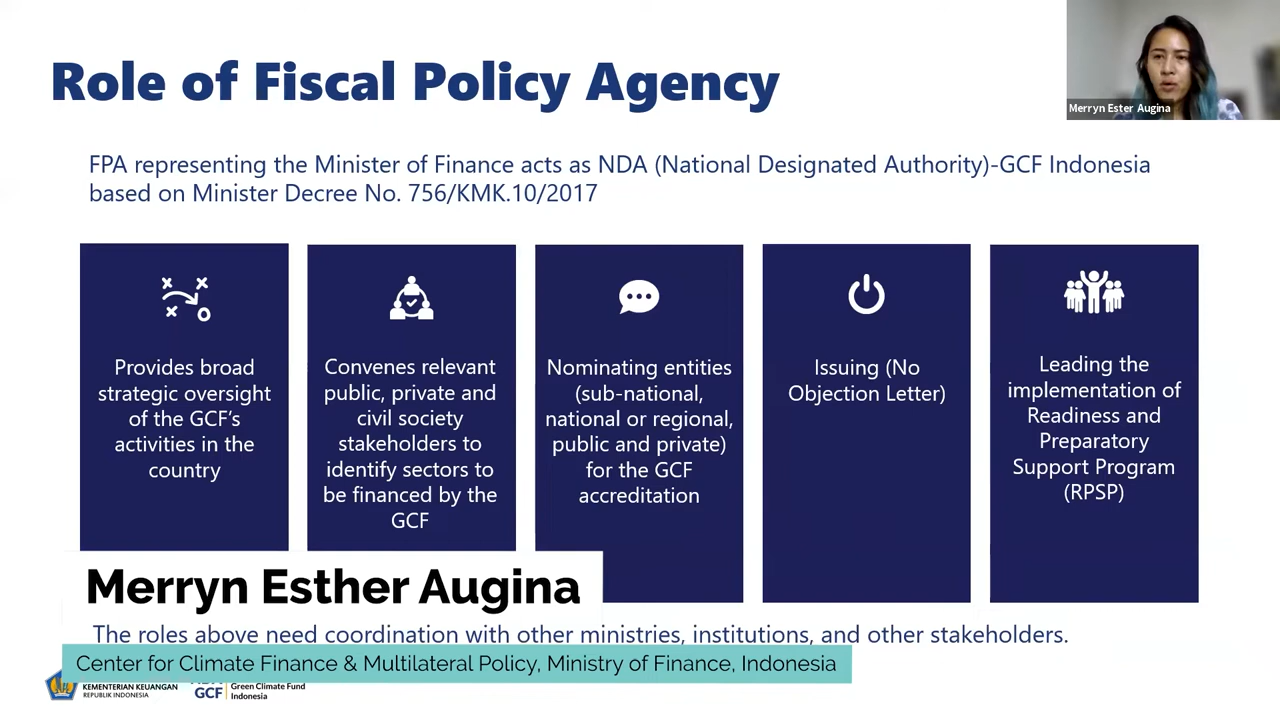 Role of Fiscal Policy Agency
Merryn Ester Augina
FPA representing the Minister of Finance acts as NDA (National Designated Authority)-GCF Indonesia
based on Minister Decree No. 756/KMK.10/2017
Provides broad
strategic oversight
of the GCF's
activities in the
country
Convenes relevant
public, private and
civil society
stakeholders to
identify sectors to
be financed by the
GCF
Nominating entities
(sub-national,
national or regional,
public and private)
for the GCF
accreditation
Issuing (No
Objection Letter)
Leading the
implementation of
Readiness and
Preparatory
Support Program
(RPSP)
Merryn Esther Augina
The roles above need coordination with other ministries, institutions, and other stakeholders.
Center for Climate Finance & Multilateral Policy, Ministry of Finance, Indonesia
KEMENTERIAN KEUANGAN
REPUBLIK INDONESIA
GCF
Green Climate Fund
Indonesia